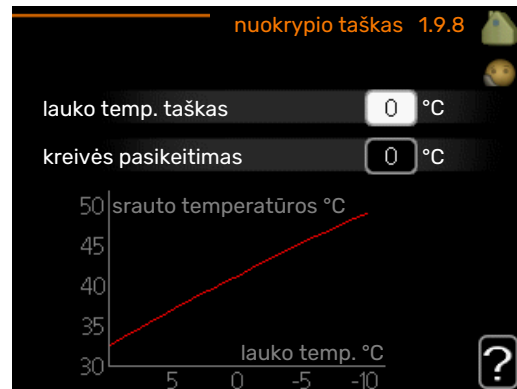 nuokrypio taškas 1.9.8
lauko temp. taškas 0 °C
kreivės pasikeitimas 0 °C
srauto temperatūros °C
50
45
40
35
30
lauko temp. °C
5 0 -5 -10
?